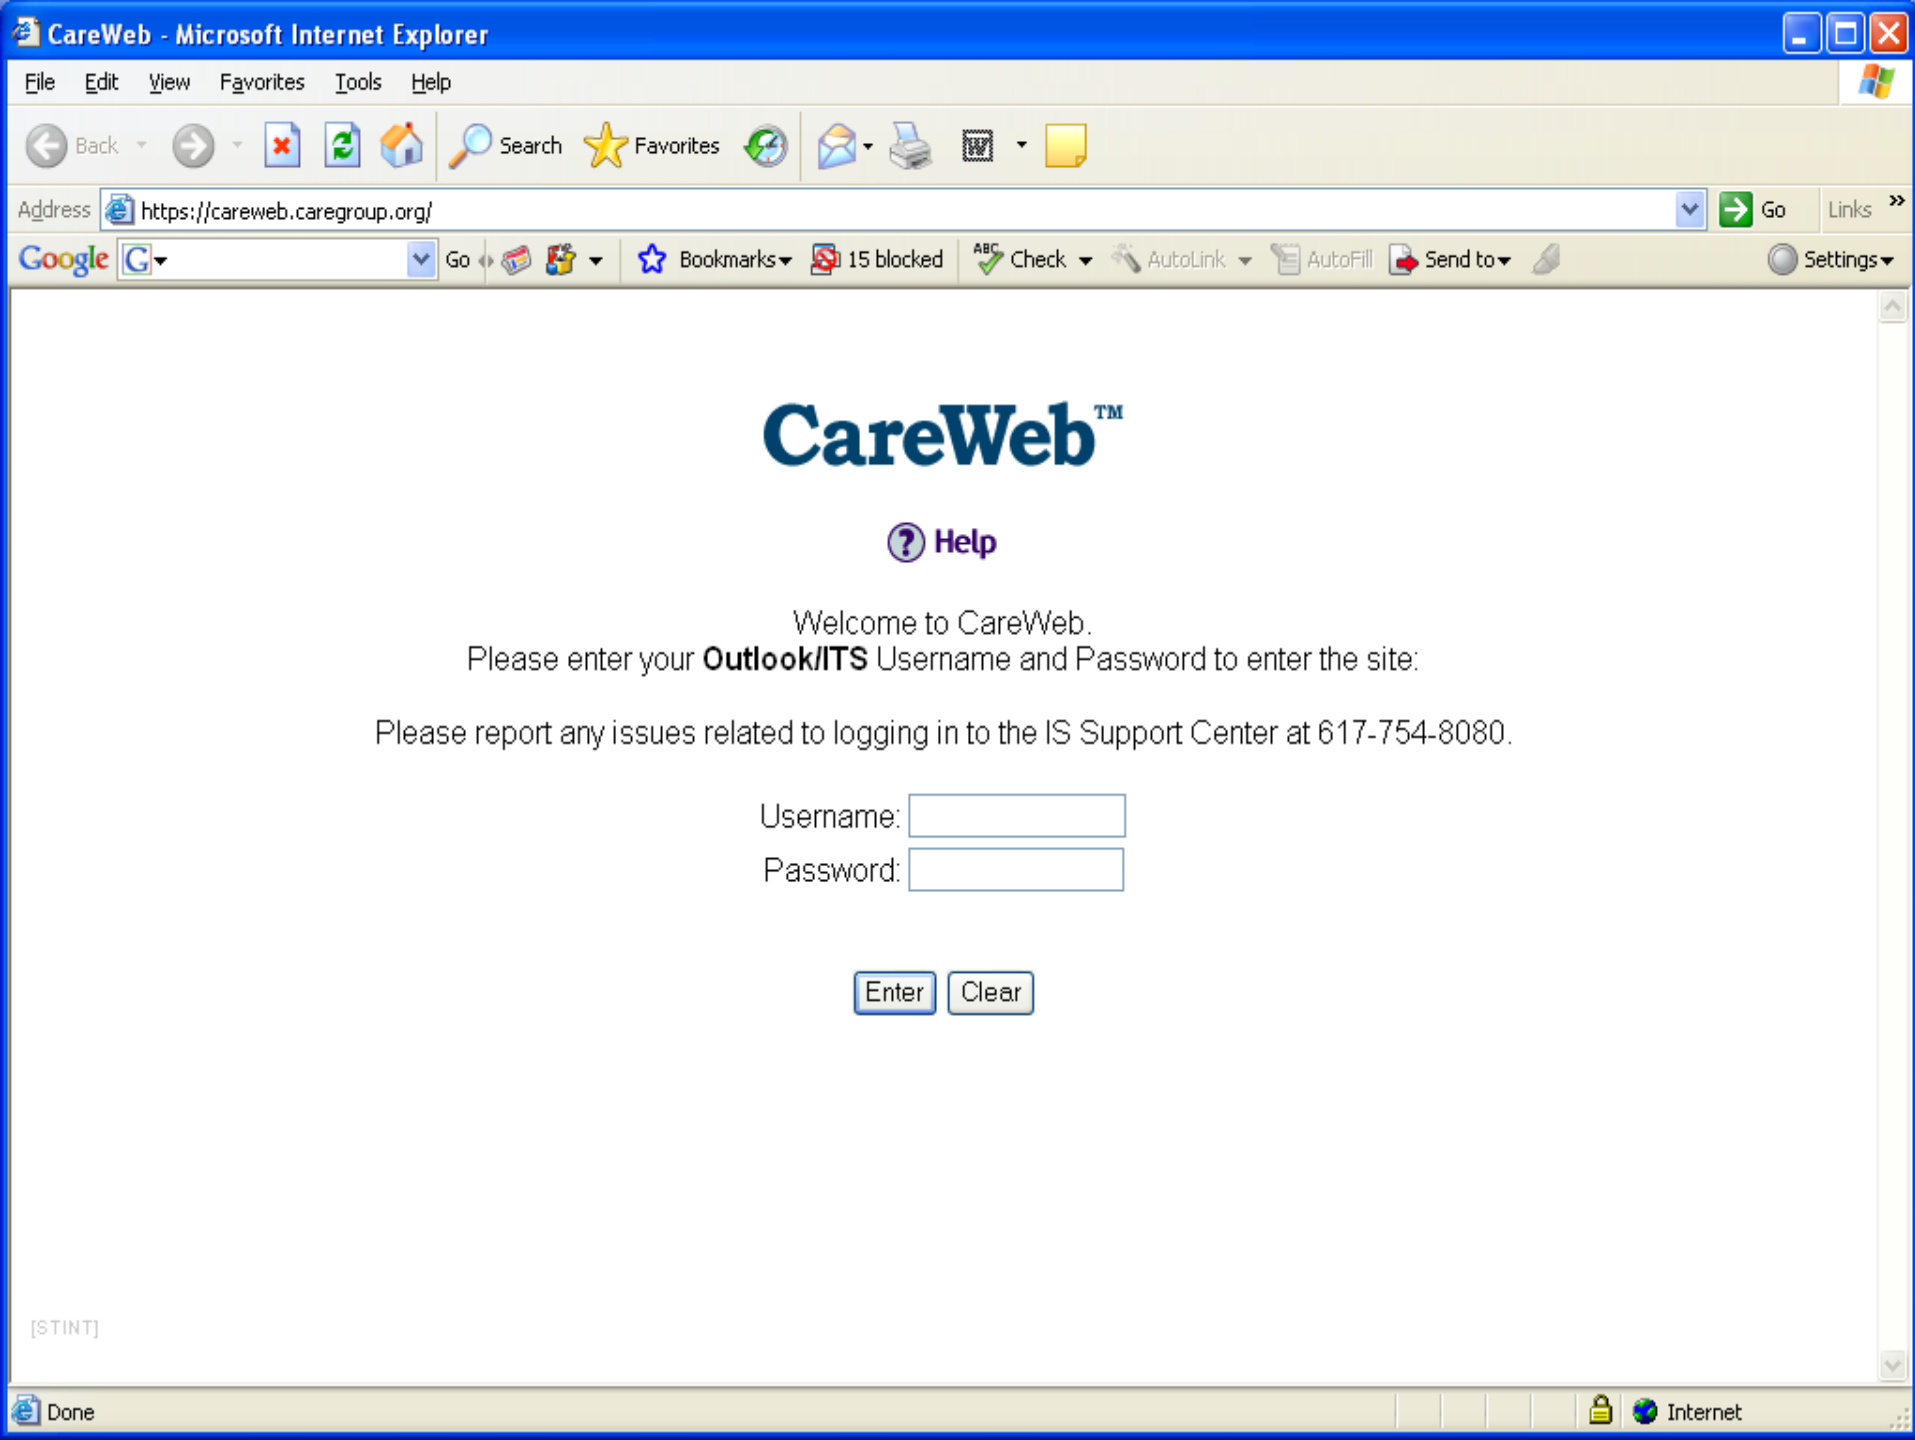 CareWeb - Microsoft Internet Explorer
File Edit View Favorites Tools Help
Back Search Favorites W
Address https://careweb.caregroup.org/ Go Links »
Google G Go Bookmarks 15 blocked ABC Check AutoLink AutoFill Send to Settings
CareWeb™
? Help
Welcome to CareWeb.
Please enter your Outlook/ITS Username and Password to enter the site:
Please report any issues related to logging in to the IS Support Center at 617-754-8080.
Username:
Password:
Enter Clear
[STINT]
Done Internet